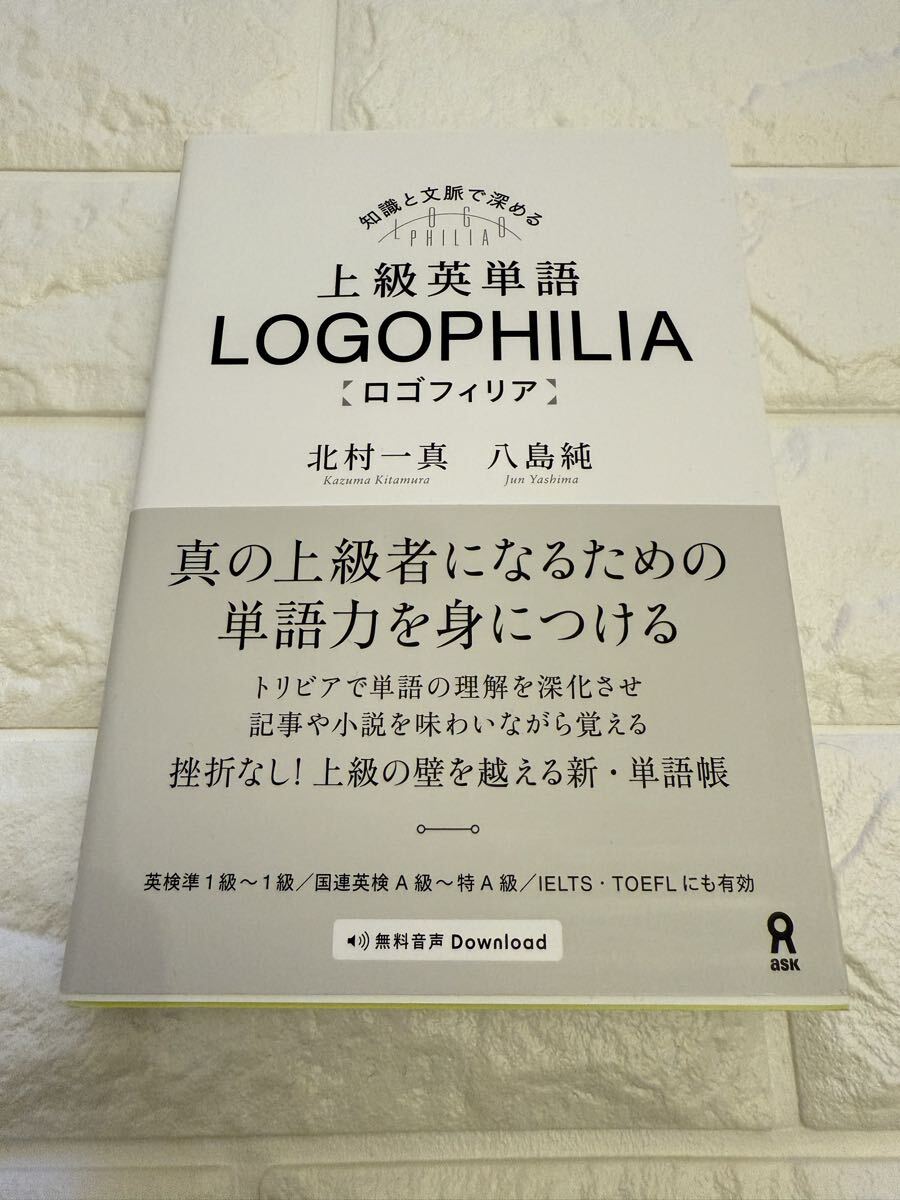 知識と文脈で深める
LOGO
PHILIA
上級英単語
LOGOPHILIA
【ロゴフィリア】
北村一真 八島純
Kazuma Kitamura Jun Yashima
真の上級者になるための
単語力を身につける
トリビアで単語の理解を深化させ
記事や小説を味わいながら覚える
挫折なし！上級の壁を越える新・単語帳
英検準1級〜1級／国連英検A級〜特A級／IELTS・TOEFLにも有効
無料音声 Download
ask